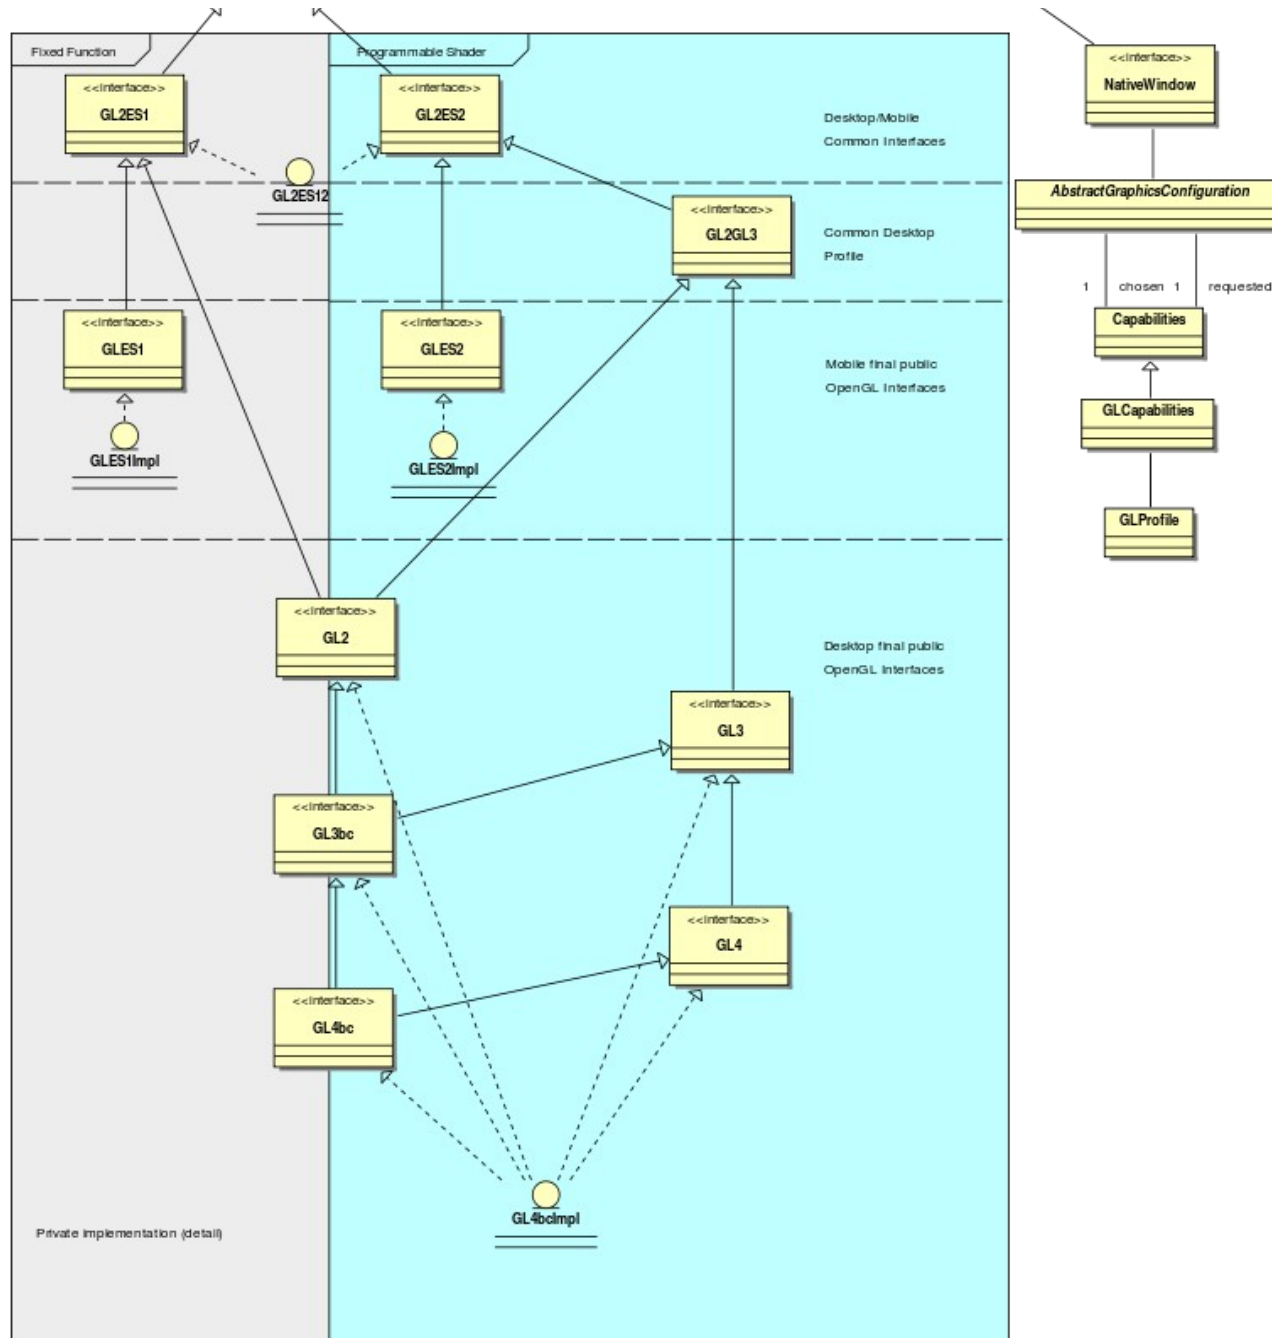 Fixed Function
Programmable Shader
<<Interface>>
GL2ES1
<<Interface>>
GL2ES2
Desktop/Mobile
Common Interfaces
<<Interface>>
NativeWindow
GL2ES12
AbstractGraphicsConfiguration
<<Interface>>
GL2GL3
Common Desktop
Profile
1 chosen 1 requested
Capabilities
<<Interface>>
GLES1
<<Interface>>
GLES2
Mobile final public
OpenGL Interfaces
GLCapabilities
GLES1Impl
GLES2Impl
GLProfile
<<Interface>>
GL2
Desktop final public
OpenGL Interfaces
<<Interface>>
GL3
<<Interface>>
GL3bc
<<Interface>>
GL4
<<Interface>>
GL4bc
GL4bcImpl
Private Implementation (detail)